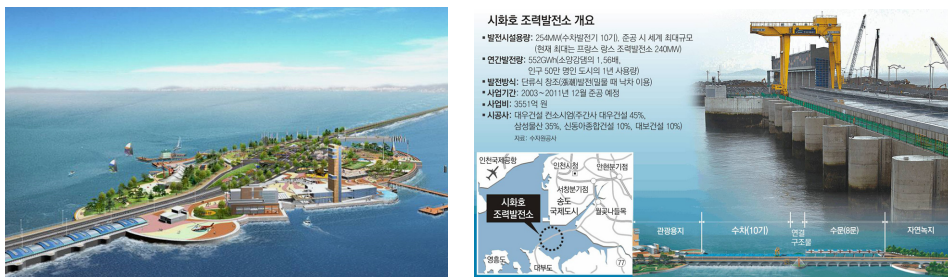 시화호 조력발전소 개요
▪발전시설용량: 254MW(수차발전기 10기), 준공 시 세계 최대규모
(현재 최대는 프랑스 랑스 조력발전소 240MW)
▪연간발전량: 552GWh(소양강댐의 1.56배,
인구 50만 명인 도시의 1년 사용량)
▪발전방식: 단류식 창조(漲潮)발전(밀물 때 낙차 이용)
▪사업기간: 2003~2011년 12월 준공 예정
▪사업비: 3551억 원
▪시공사: 대우건설 컨소시엄(주간사 대우건설 45%,
삼성물산 35%, 신동아종합건설 10%, 대보건설 10%)
자료: 수자원공사
인천국제공항
인천시청
안현분기점
서창분기점
시화호
조력발전소
송도
국제도시
월곶나들목
영흥도
대부도
77
관광용지
수차(10기)
연결
구조물
수문(8문)
자연녹지